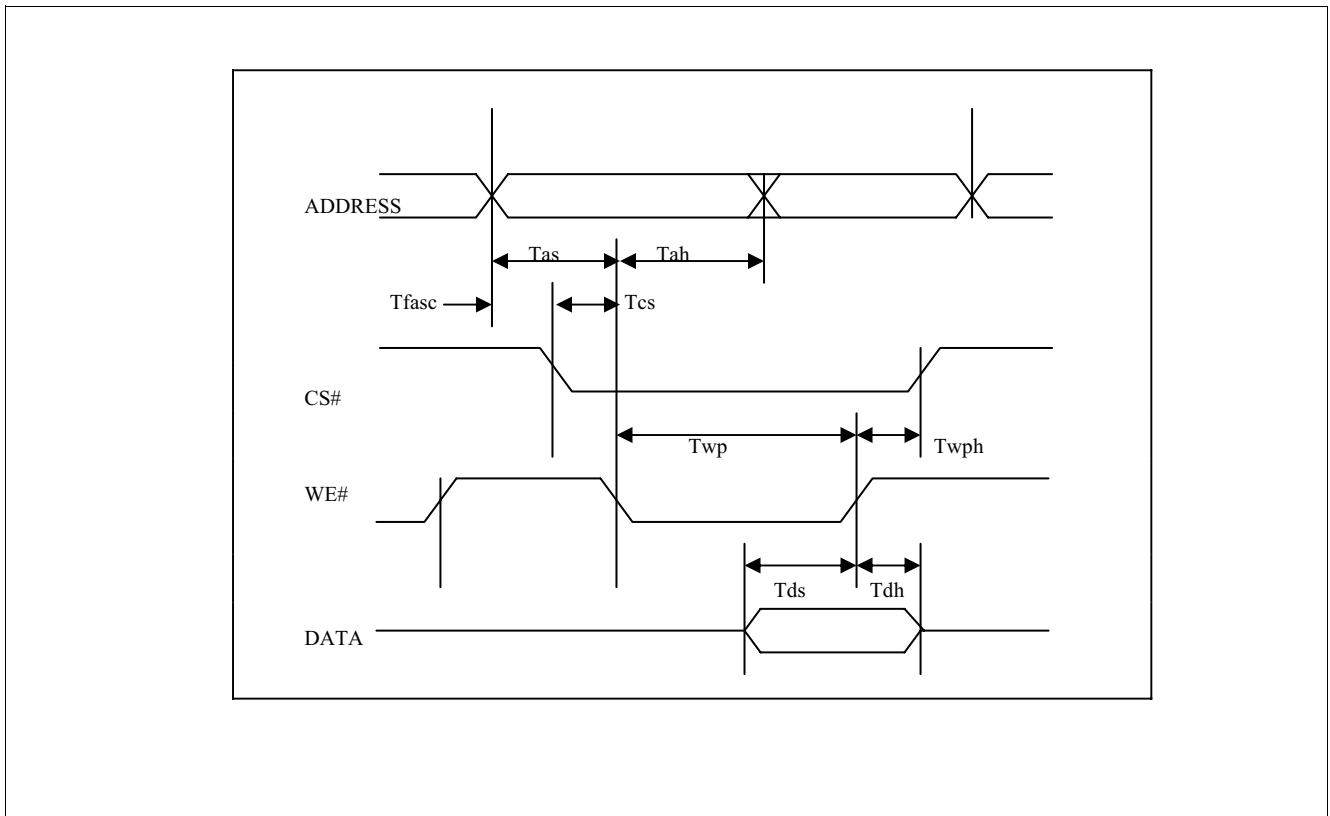 ADDRESS
Tas Tah
Tfasc Tcs
CS#
Twp Twph
WE#
Tds Tdh
DATA